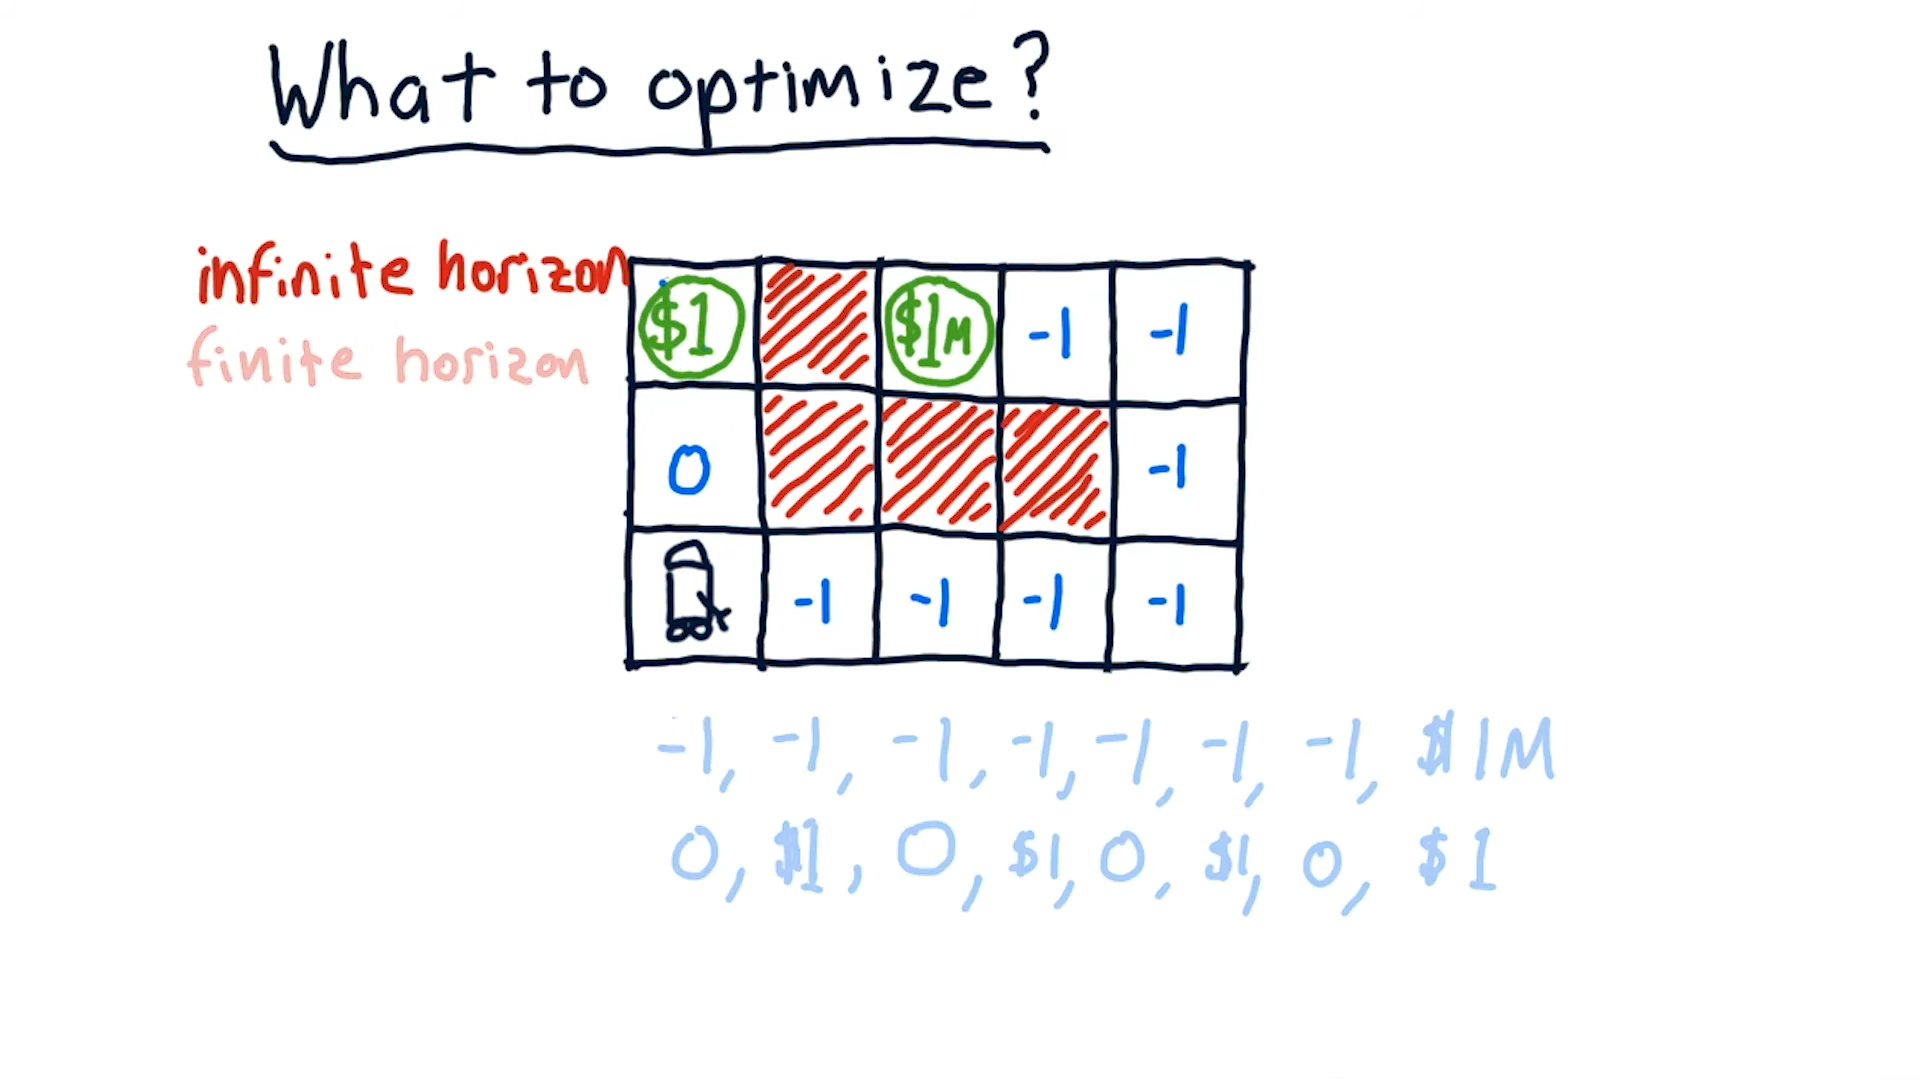 What to optimize?
infinite horizon
finite horizon
$1 $1M -1 -1
0 -1
-1 -1 -1 -1
-1, -1, -1, -1, -1, -1, -1, $1M
0, $1, 0, $1, 0, $1, 0, $1